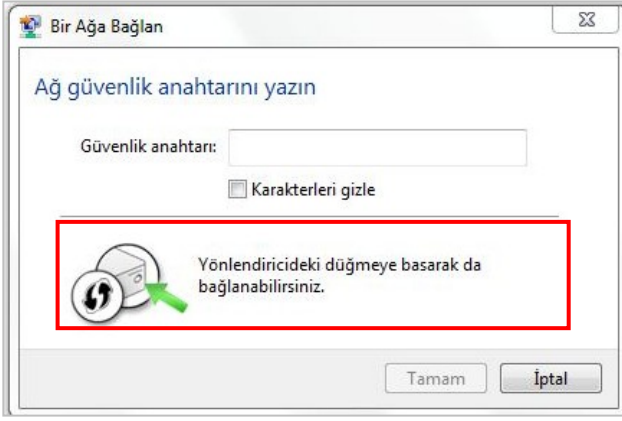 Bir Ağa Bağlan
Ağ güvenlik anahtarını yazın
Güvenlik anahtarı:
Karakterleri gizle
Yönlendiricideki düğmeye basarak da
bağlanabilirsiniz.
Tamam İptal